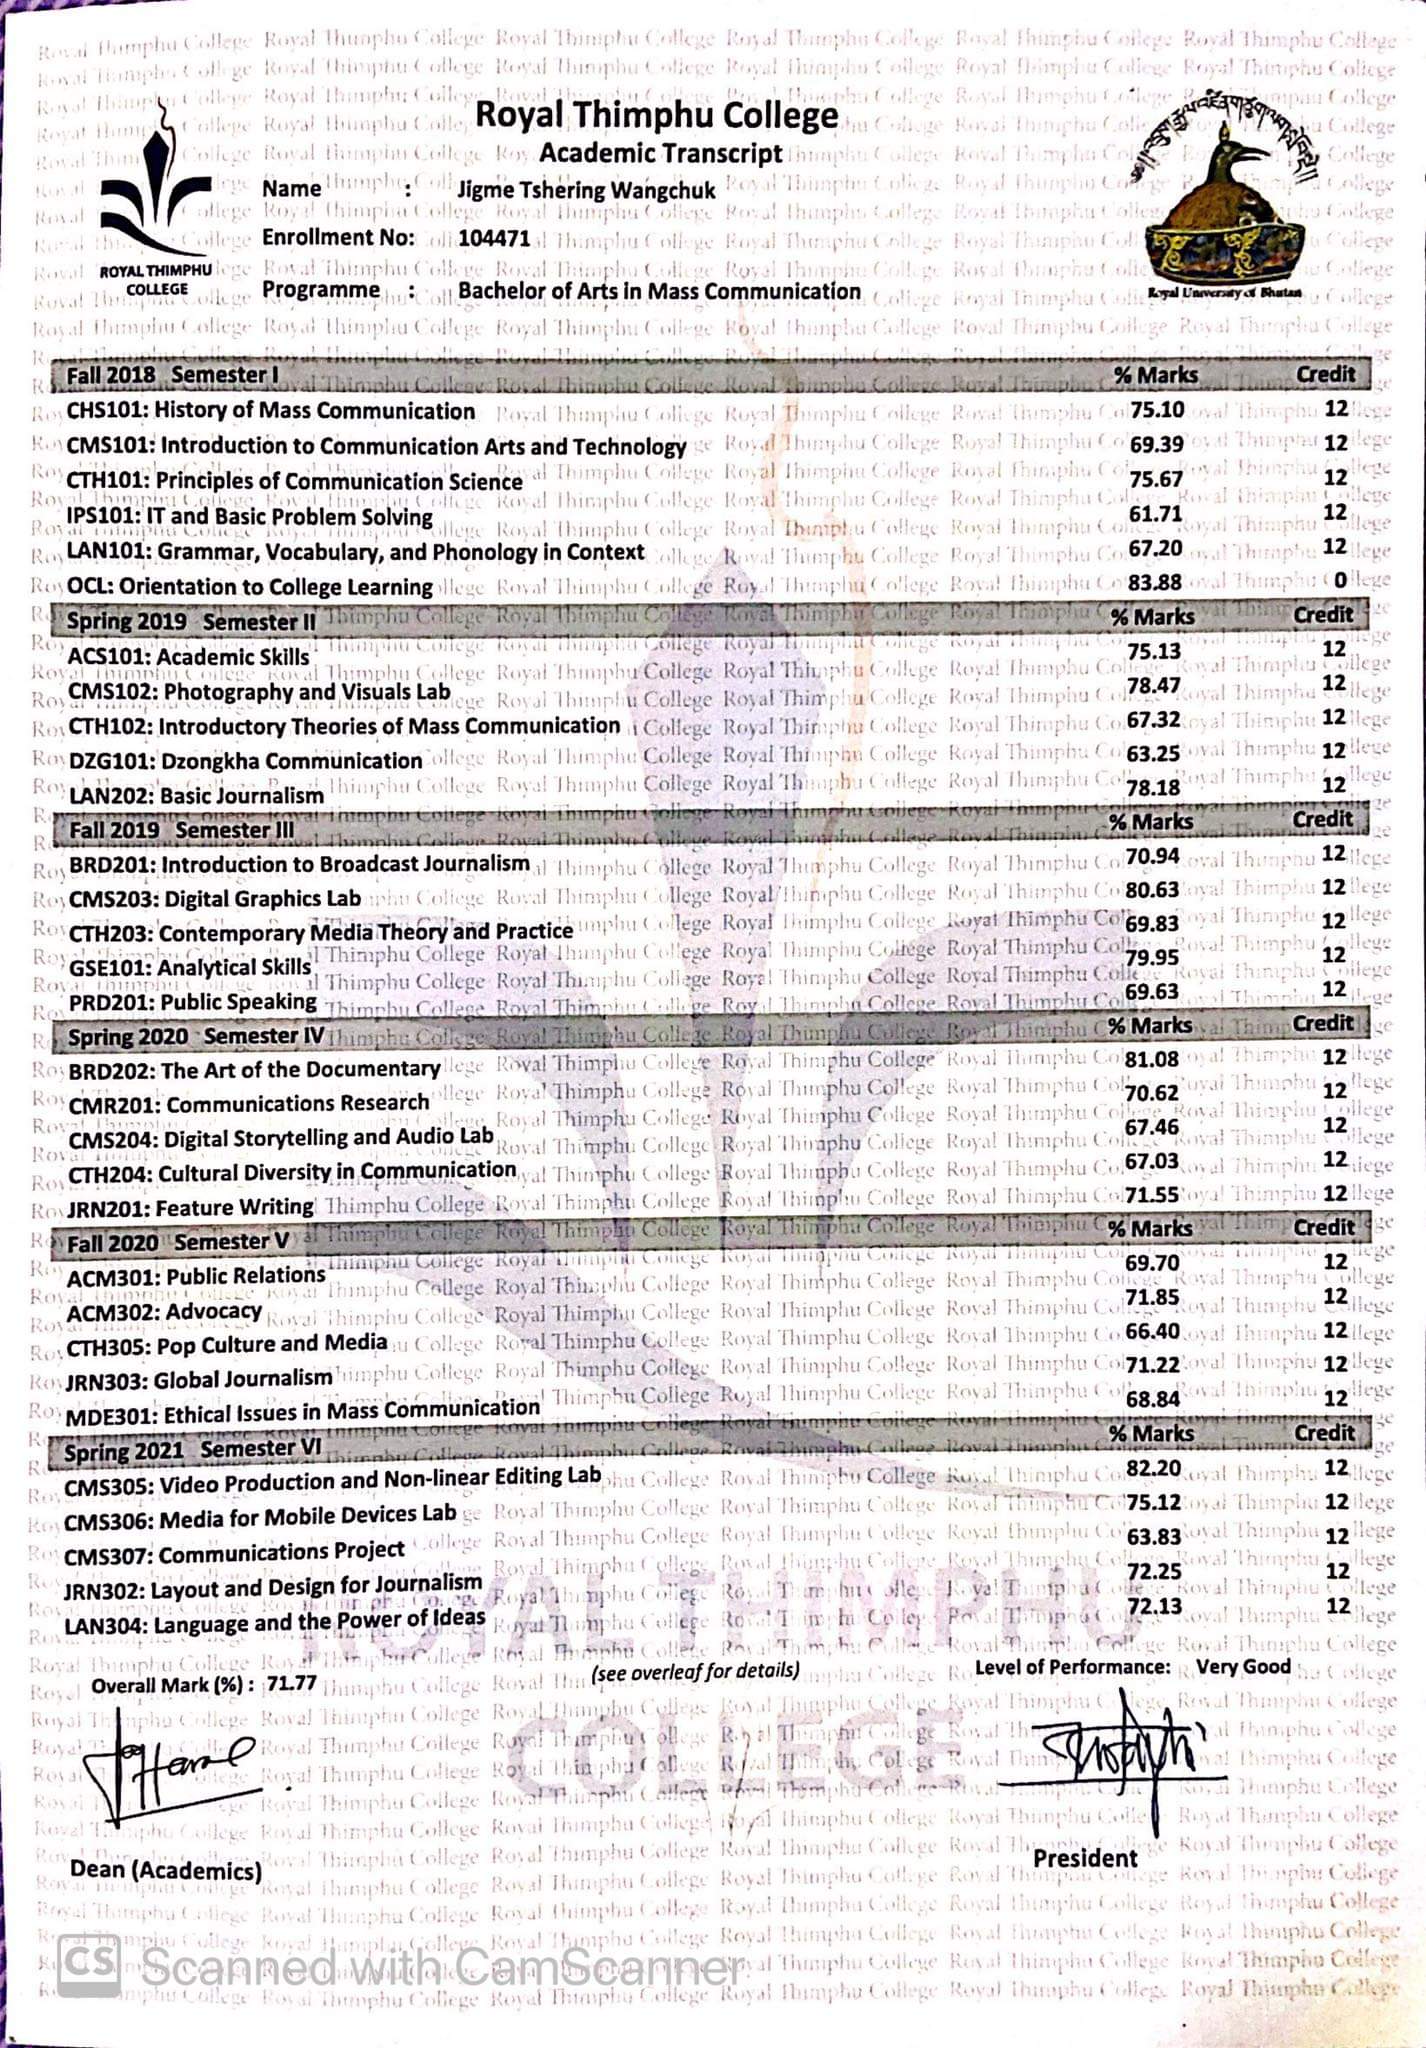 Royal Thimphu College
Academic Transcript
ROYAL THIMPHU
COLLEGE
Royal University of Bhutan
Name : Jigme Tshering Wangchuk
Enrollment No: 104471
Programme : Bachelor of Arts in Mass Communication
Fall 2018 Semester I % Marks Credit
CHS101: History of Mass Communication 75.10 12
CMS101: Introduction to Communication Arts and Technology 69.39 12
CTH101: Principles of Communication Science 75.67 12
IPS101: IT and Basic Problem Solving 61.71 12
LAN101: Grammar, Vocabulary, and Phonology in Context 67.20 12
OCL: Orientation to College Learning 83.88 0
Spring 2019 Semester II % Marks Credit
ACS101: Academic Skills 75.13 12
CMS102: Photography and Visuals Lab 78.47 12
CTH102: Introductory Theories of Mass Communication 67.32 12
DZG101: Dzongkha Communication 63.25 12
LAN202: Basic Journalism 78.18 12
Fall 2019 Semester III % Marks Credit
BRD201: Introduction to Broadcast Journalism 70.94 12
CMS203: Digital Graphics Lab 80.63 12
CTH203: Contemporary Media Theory and Practice 69.83 12
GSE101: Analytical Skills 79.95 12
PRD201: Public Speaking 69.63 12
Spring 2020 Semester IV % Marks Credit
BRD202: The Art of the Documentary 81.08 12
CMR201: Communications Research 70.62 12
CMS204: Digital Storytelling and Audio Lab 67.46 12
CTH204: Cultural Diversity in Communication 67.03 12
JRN201: Feature Writing 71.55 12
Fall 2020 Semester V % Marks Credit
ACM301: Public Relations 69.70 12
ACM302: Advocacy 71.85 12
CTH305: Pop Culture and Media 66.40 12
JRN303: Global Journalism 71.22 12
MDE301: Ethical Issues in Mass Communication 68.84 12
Spring 2021 Semester VI % Marks Credit
CMS305: Video Production and Non-linear Editing Lab 82.20 12
CMS306: Media for Mobile Devices Lab 75.12 12
CMS307: Communications Project 63.83 12
JRN302: Layout and Design for Journalism 72.25 12
LAN304: Language and the Power of Ideas 72.13 12
ROYAL THIMPHU
COLLEGE
Overall Mark (%) : 71.77 (see overleaf for details) Level of Performance: Very Good
Dean (Academics) President
CS Scanned with CamScanner